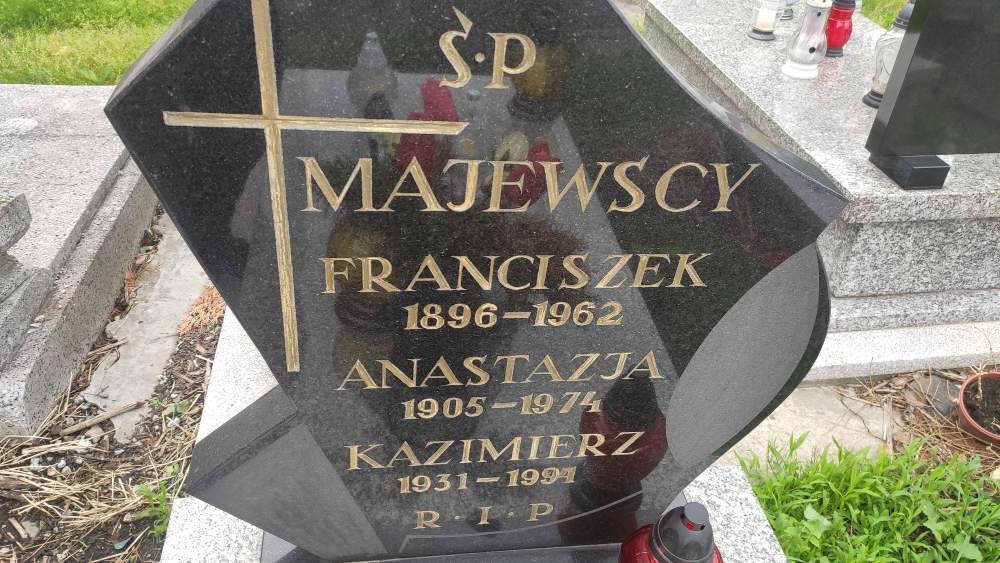 Ś·P
MAJEWSCY
FRANCISZEK
1896–1962
ANASTAZJA
1905–1974
KAZIMIERZ
1931–1991
R·I·P